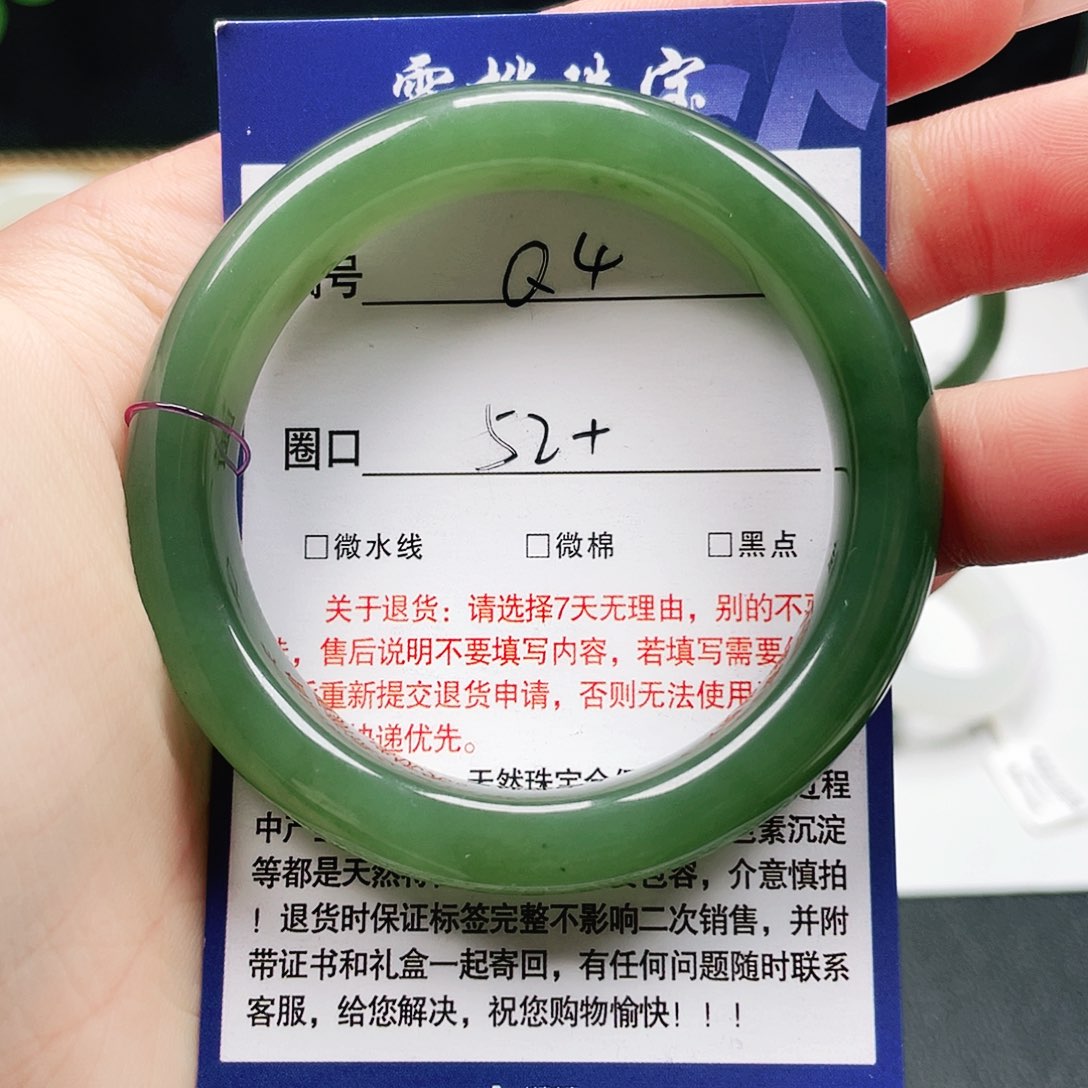 珠宗
号 Q4
圈口 52+
□微水线 □微棉 □黑点
关于退货：请选择7天无理由，别的不
，售后说明不要填写内容，若填写需要
重新提交退货申请，否则无法使用
递优先。
天然珠宝
过程
中产
素沉淀
等都是天然 包容，介意慎拍
！退货时保证标签完整不影响二次销售，并附
带证书和礼盒一起寄回，有任何问题随时联系
客服，给您解决，祝您购物愉快！！！